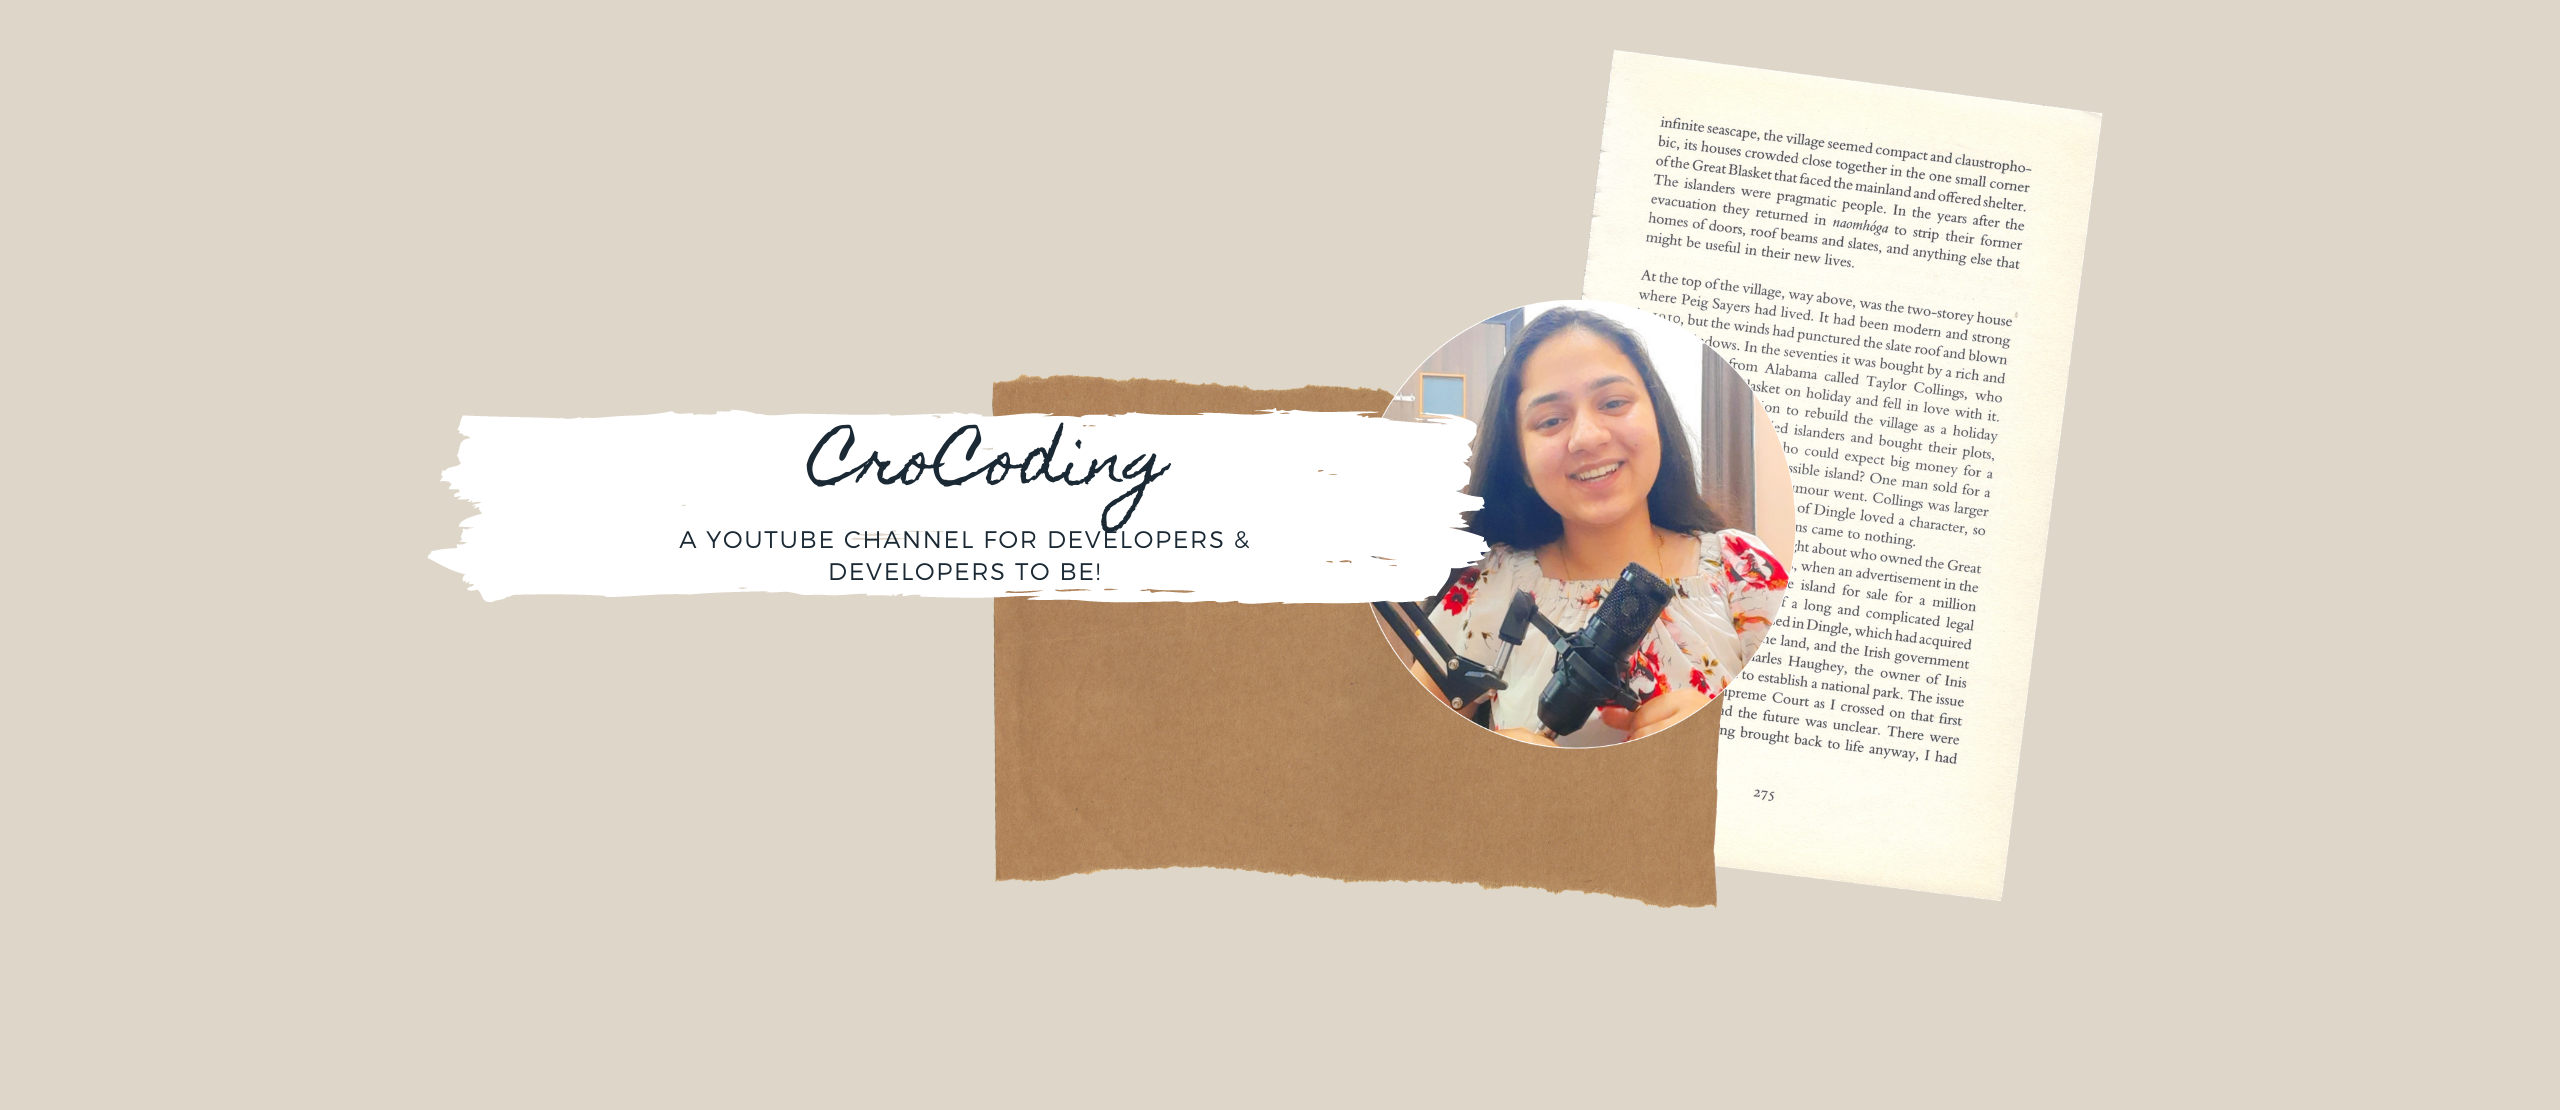 CroCoding
A YOUTUBE CHANNEL FOR DEVELOPERS &
DEVELOPERS TO BE!
infinite seascape, the village seemed compact and claustropho-
bic, its houses crowded close together in the one small corner
of the Great Blasket that faced the mainland and offered shelter.
The islanders were pragmatic people. In the years after the
evacuation they returned in naomhóga to strip their former
homes of doors, roof beams and slates, and anything else that
might be useful in their new lives.
At the top of the village, way above, was the two-storey house
where Peig Sayers had lived. It had been modern and strong
1910, but the winds had punctured the slate roof and blown
In the seventies it was bought by a rich and
from Alabama called Taylor Collings, who
on holiday and fell in love with it.
to rebuild the village as a holiday
islanders and bought their plots,
could expect big money for a
island? One man sold for a
went. Collings was larger
of Dingle loved a character, so
came to nothing.
about who owned the Great
when an advertisement in the
island for sale for a million
a long and complicated legal
in Dingle, which had acquired
land, and the Irish government
Haughey, the owner of Inis
to establish a national park. The issue
Court as I crossed on that first
the future was unclear. There were
brought back to life anyway, I had
275